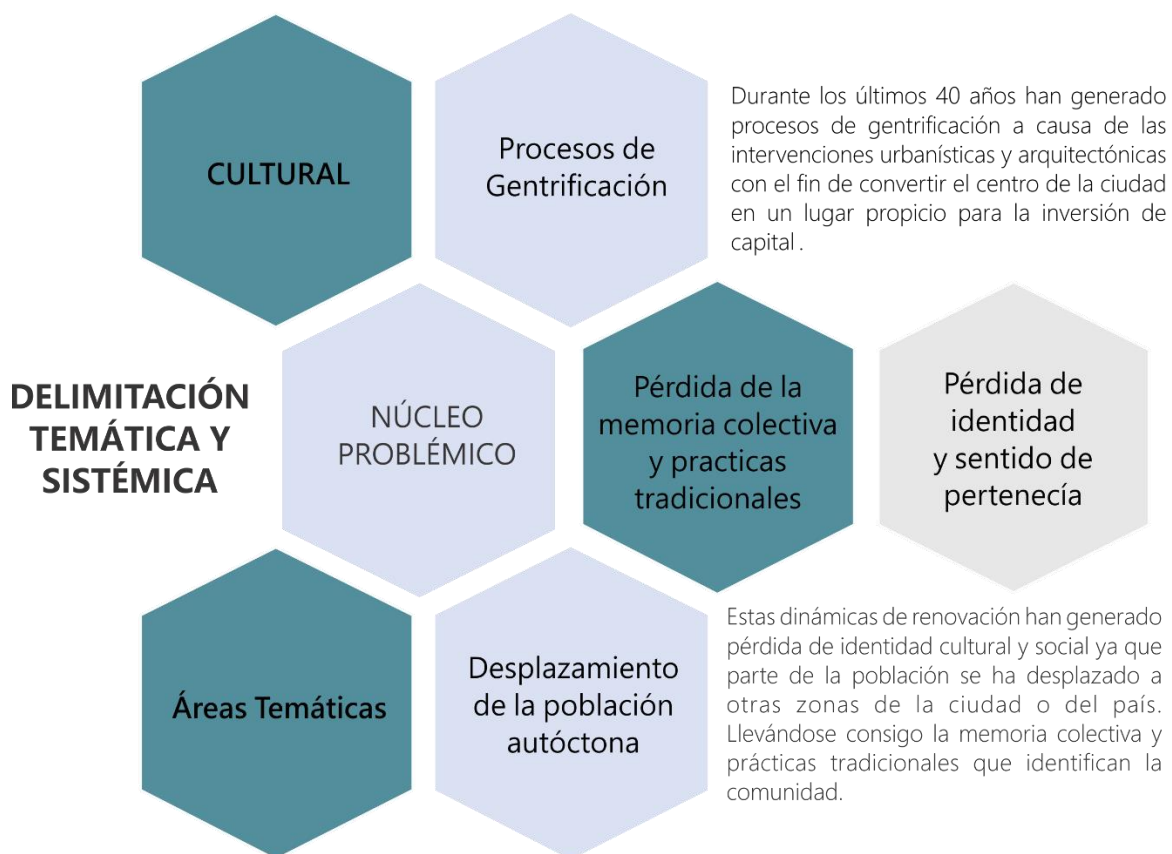 CULTURAL
Procesos de
Gentrificación
Durante los últimos 40 años han generado
procesos de gentrificación a causa de las
intervenciones urbanísticas y arquitectónicas
con el fin de convertir el centro de la ciudad
en un lugar propicio para la inversión de
capital .
DELIMITACIÓN
TEMÁTICA Y
SISTÉMICA
NÚCLEO
PROBLÉMICO
Pérdida de la
memoria colectiva
y practicas
tradicionales
Pérdida de
identidad
y sentido de
pertenecía
Áreas Temáticas
Desplazamiento
de la población
autóctona
Estas dinámicas de renovación han generado
pérdida de identidad cultural y social ya que
parte de la población se ha desplazado a
otras zonas de la ciudad o del país.
Llevándose consigo la memoria colectiva y
prácticas tradicionales que identifican la
comunidad.